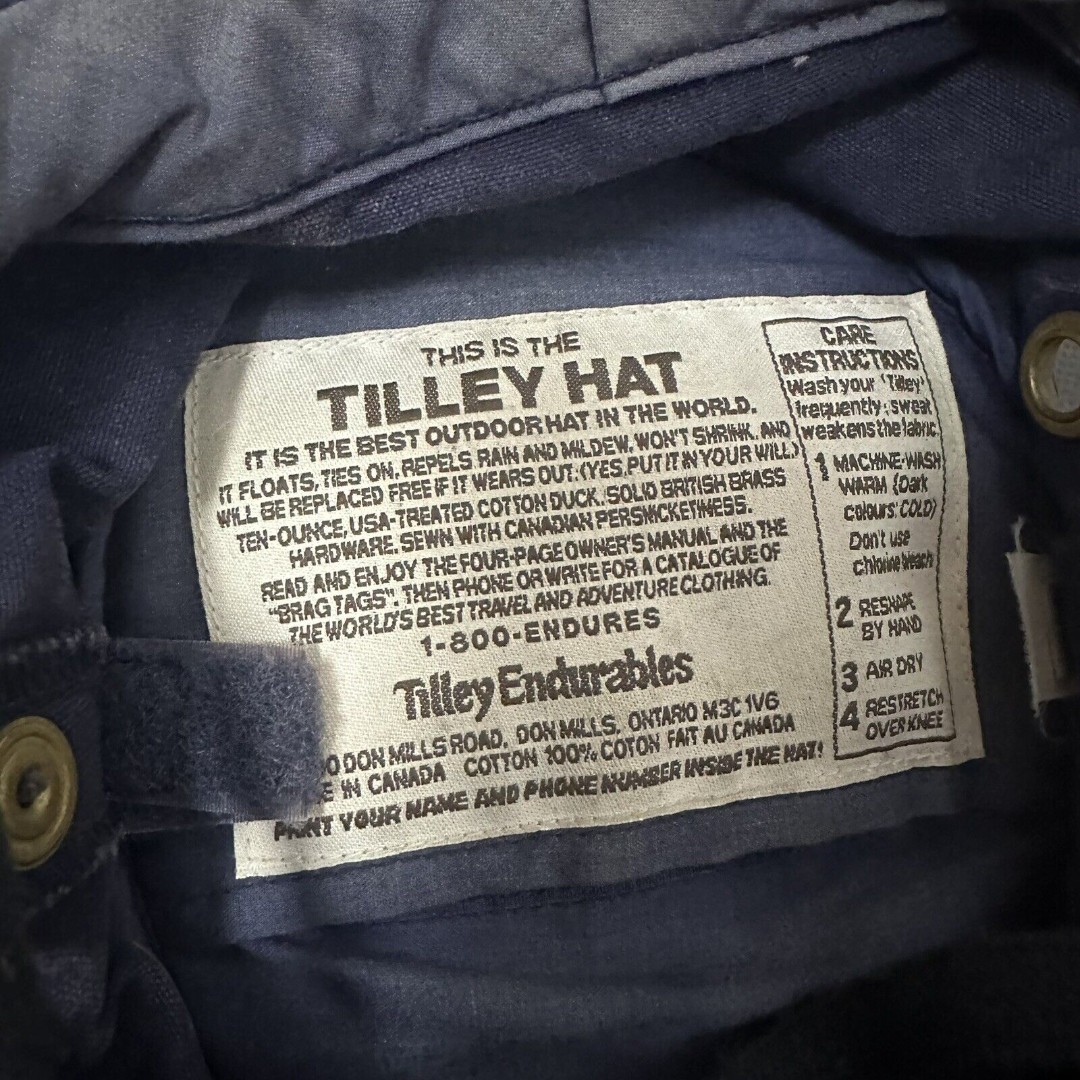 THIS IS THE
TILLEY HAT
IT IS THE BEST OUTDOOR HAT IN THE WORLD.
IT FLOATS, TIES ON, REPELS RAIN AND MILDEW, WON'T SHRINK, AND
WILL BE REPLACED FREE IF IT WEARS OUT. (YES, PUT IT IN YOUR WILL)
TEN-OUNCE, USA-TREATED COTTON DUCK. SOLID BRITISH BRASS
HARDWARE. SEWN WITH CANADIAN PERSNICKETINESS.
READ AND ENJOY THE FOUR-PAGE OWNER'S MANUAL AND THE
"BRAG TAGS". THEN PHONE OR WRITE FOR A CATALOGUE OF
THE WORLD'S BEST TRAVEL AND ADVENTURE CLOTHING.
1-800-ENDURES
Tilley Endurables
0 DON MILLS ROAD, DON MILLS, ONTARIO M3C 1V6
E IN CANADA COTTON 100% COTON FAIT AU CANADA
PRINT YOUR NAME AND PHONE NUMBER INSIDE THE HAT!
CARE
INSTRUCTIONS
Wash your 'Tilley'
frequently: sweat
weakens the fabric.
1 MACHINE-WASH
WARM (Dark
colours: COLD)
Don't use
chlorine bleach
2 RESHAPE
BY HAND
3 AIR DRY
4 RESTRETCH
OVER KNEE